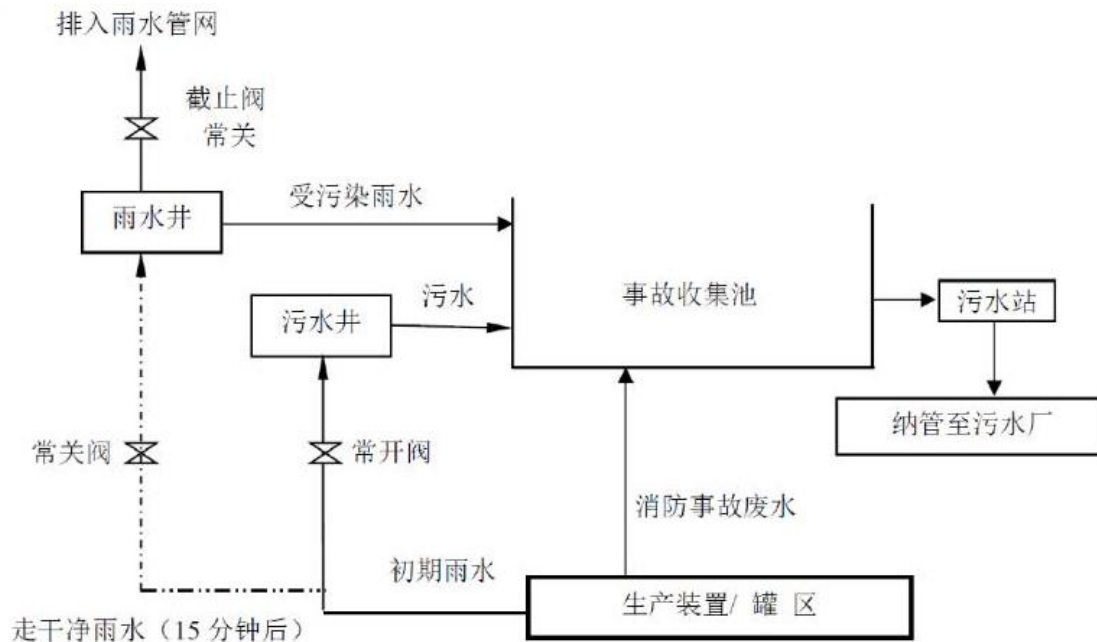 排入雨水管网
截止阀
常关
雨水井
受污染雨水
事故收集池
污水井
污水
污水站
纳管至污水厂
常关阀
常开阀
消防事故废水
初期雨水
生产装置/ 罐 区
走干净雨水（15 分钟后）